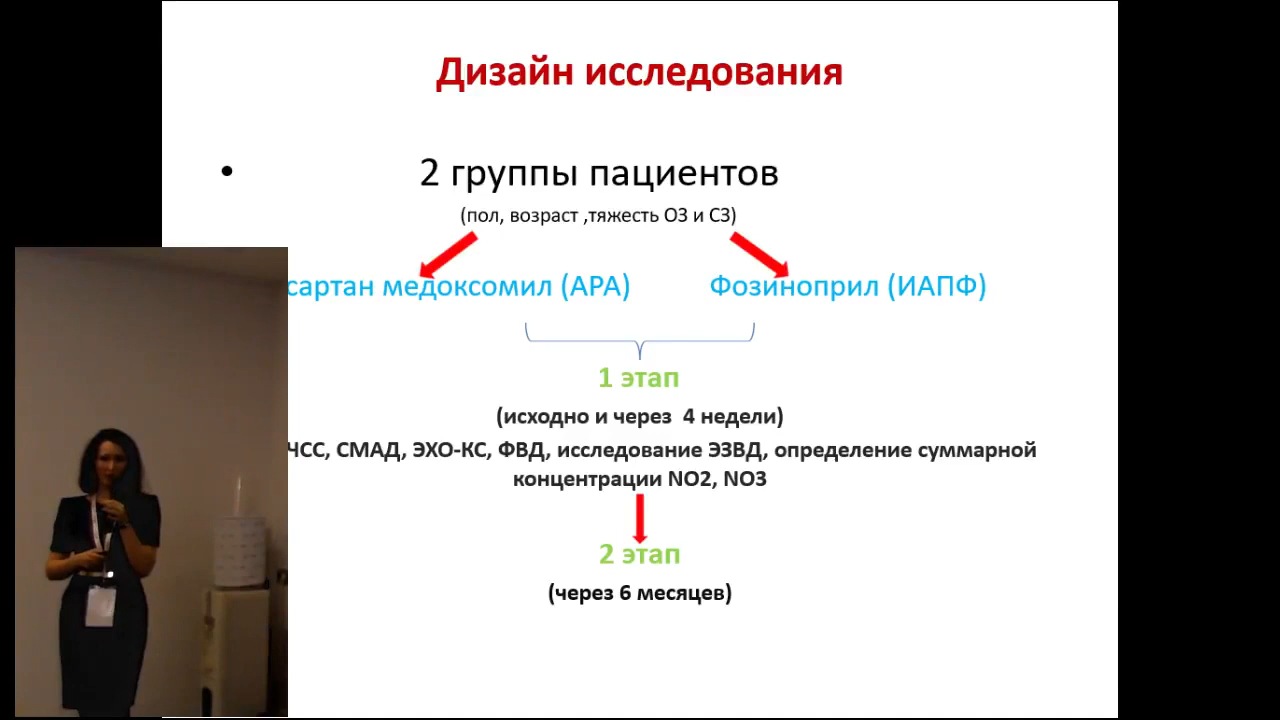 Дизайн исследования
• 2 группы пациентов
(пол, возраст ,тяжесть ОЗ и СЗ)
сартан медоксомил (АРА) Фозиноприл (ИАПФ)
1 этап
(исходно и через 4 недели)
ЧСС, СМАД, ЭХО-КС, ФВД, исследование ЭЗВД, определение суммарной
концентрации NO2, NO3
2 этап
(через 6 месяцев)